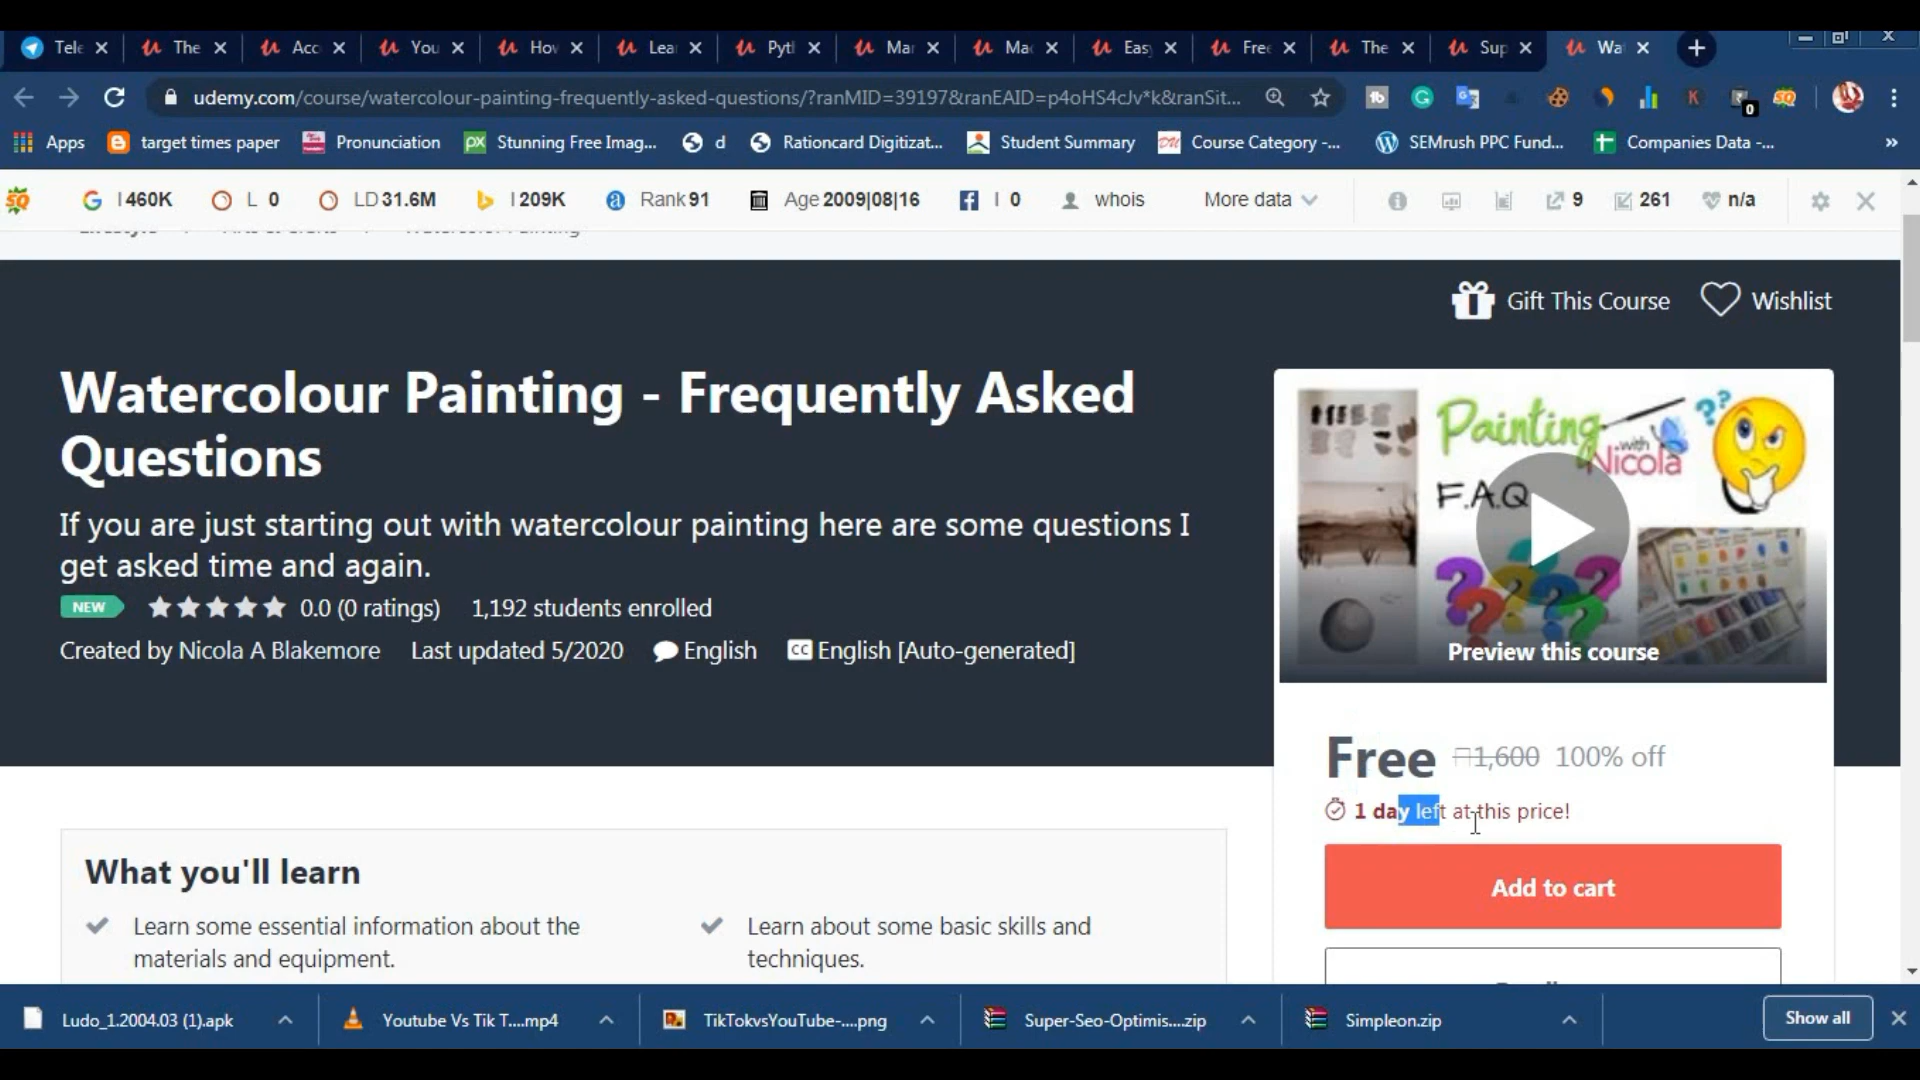 Tele
The
Acc
You
How
Lea
Pyt
Mar
Mac
Easy
Free
The
Sup
Wa
udemy.com/course/watercolour-painting-frequently-asked-questions/?ranMID=39197&ranEAID=p4oHS4cJv*k&ranSit...
0
Apps
target times paper
Pronunciation
Stunning Free Imag...
d
Rationcard Digitizat...
Student Summary
Course Category -...
SEMrush PPC Fund...
Companies Data -...
»
I 460K
L 0
LD 31.6M
I 209K
Rank 91
Age 2009|08|16
I 0
whois
More data
9
261
n/a
Gift This Course
Wishlist
Watercolour Painting - Frequently Asked
Questions
If you are just starting out with watercolour painting here are some questions I
get asked time and again.
NEW
0.0 (0 ratings)
1,192 students enrolled
Created by Nicola A Blakemore
Last updated 5/2020
English
CC English [Auto-generated]
Painting
with
Nicola
F.A.Q
Preview this course
Free
1,600
100% off
1 day left at this price!
Add to cart
What you'll learn
Learn some essential information about the
materials and equipment.
Learn about some basic skills and
techniques.
Ludo_1.2004.03 (1).apk
Youtube Vs Tik T....mp4
TikTokvsYouTube-....png
Super-Seo-Optimis....zip
Simpleon.zip
Show all